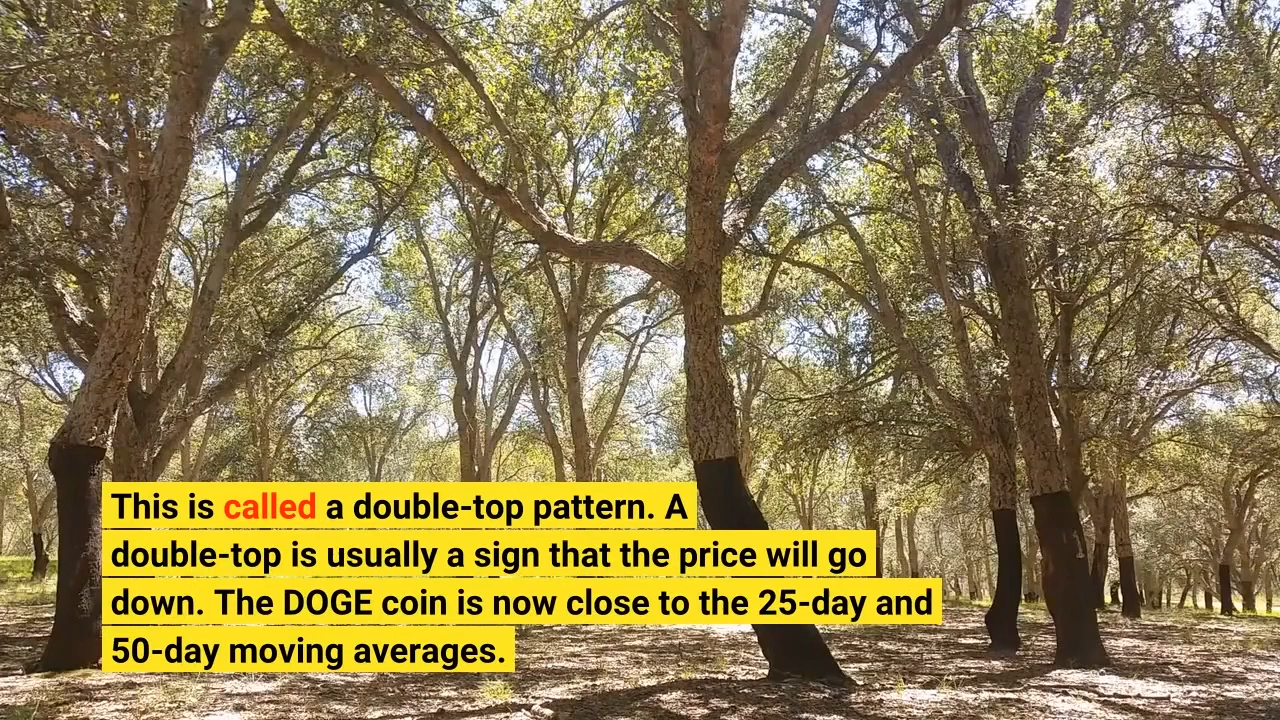 This is called a double-top pattern. A
double-top is usually a sign that the price will go
down. The DOGE coin is now close to the 25-day and
50-day moving averages.